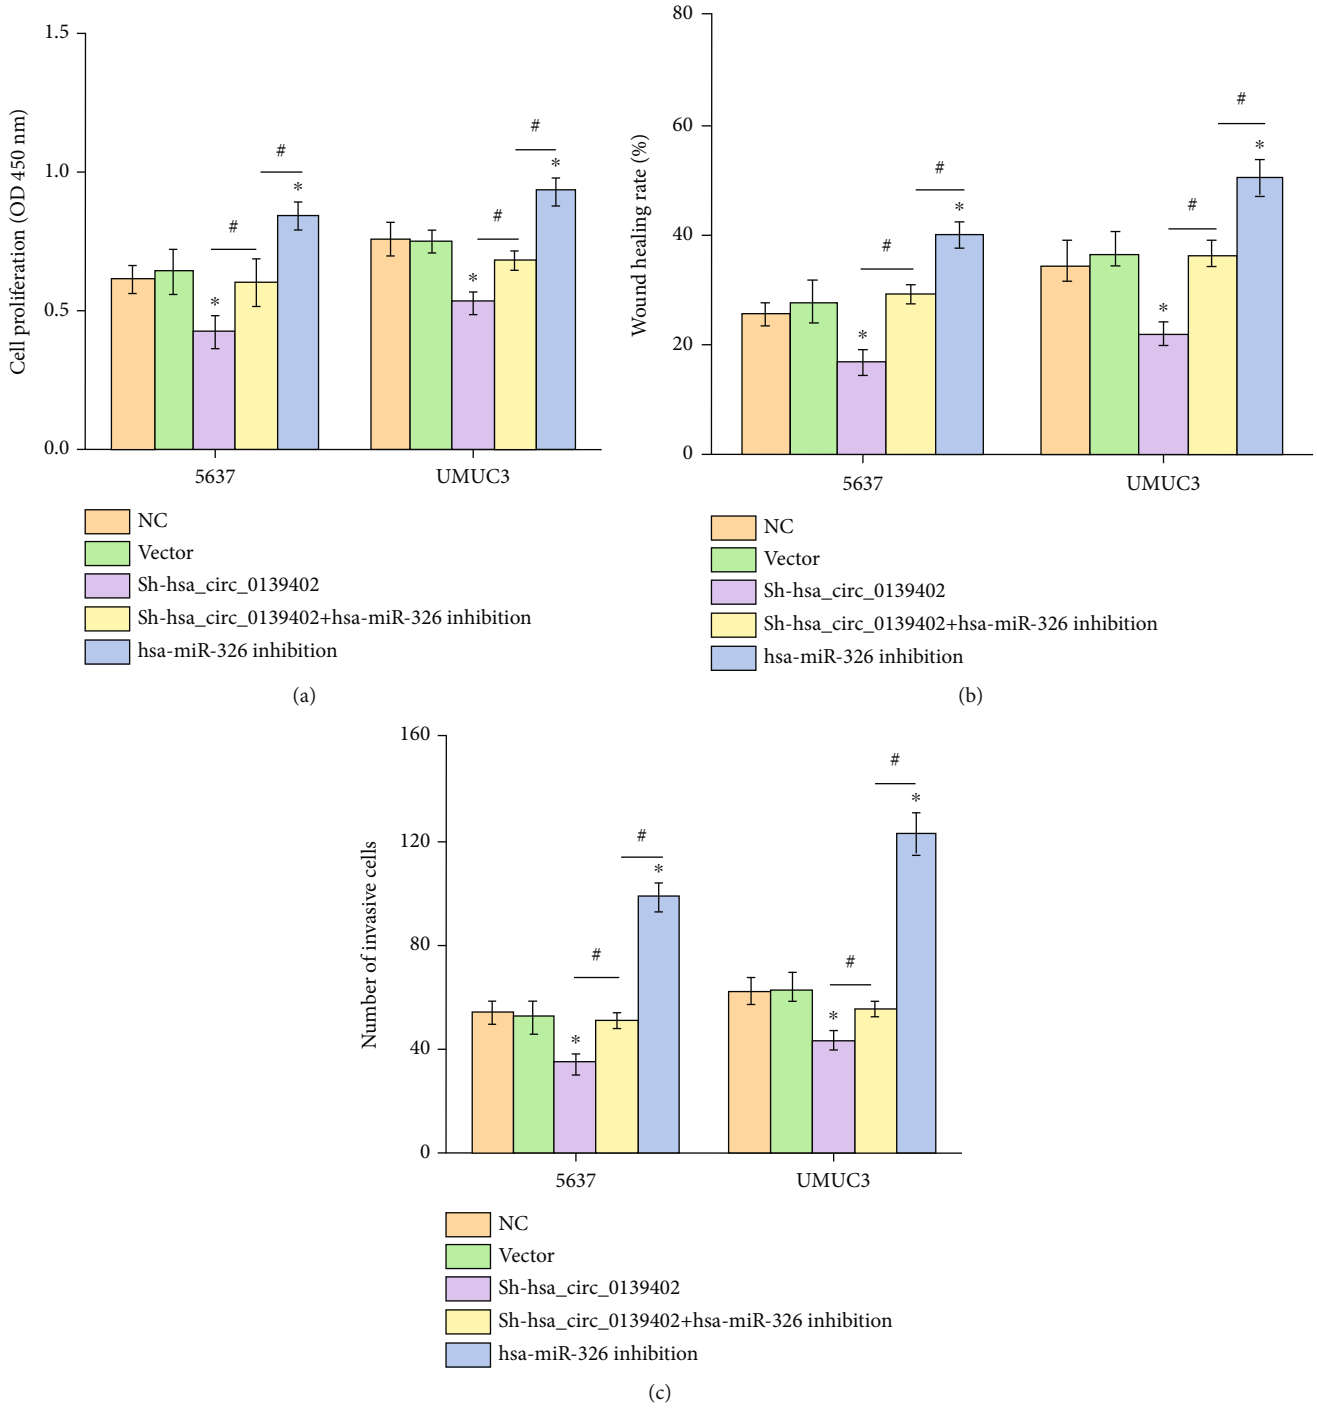 Cell proliferation (OD 450 nm)
1.5
1.0
0.5
0.0
#
#
#
#
*
*
*
*
5637
UMUC3
NC
Vector
Sh-hsa_circ_0139402
Sh-hsa_circ_0139402+hsa-miR-326 inhibition
hsa-miR-326 inhibition
(a)
Wound healing rate (%)
80
60
40
20
0
#
#
#
#
*
*
*
*
5637
UMUC3
NC
Vector
Sh-hsa_circ_0139402
Sh-hsa_circ_0139402+hsa-miR-326 inhibition
hsa-miR-326 inhibition
(b)
Number of invasive cells
160
120
80
40
0
#
#
#
#
*
*
*
*
5637
UMUC3
NC
Vector
Sh-hsa_circ_0139402
Sh-hsa_circ_0139402+hsa-miR-326 inhibition
hsa-miR-326 inhibition
(c)